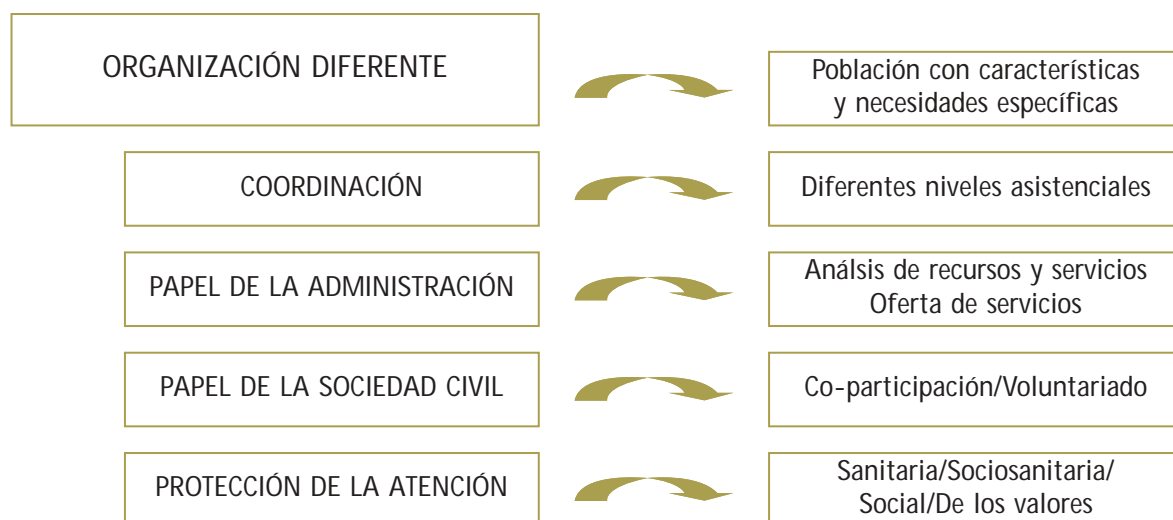 ORGANIZACIÓN DIFERENTE
Población con características
y necesidades específicas
COORDINACIÓN
Diferentes niveles asistenciales
PAPEL DE LA ADMINISTRACIÓN
Análsis de recursos y servicios
Oferta de servicios
PAPEL DE LA SOCIEDAD CIVIL
Co-participación/Voluntariado
PROTECCIÓN DE LA ATENCIÓN
Sanitaria/Sociosanitaria/
Social/De los valores